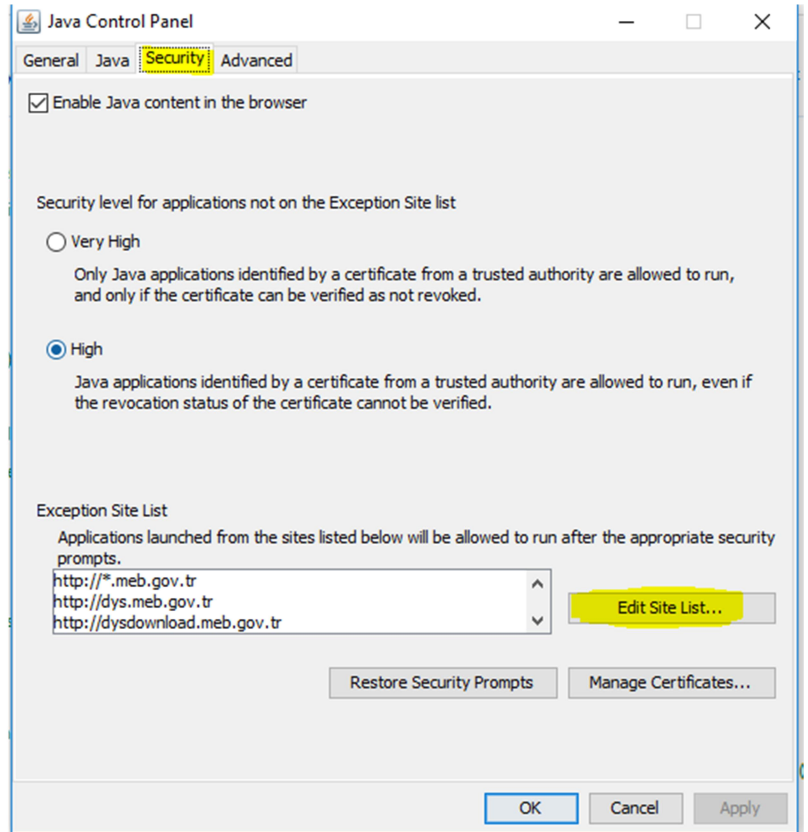 Java Control Panel
General Java Security Advanced
Enable Java content in the browser
Security level for applications not on the Exception Site list
Very High
Only Java applications identified by a certificate from a trusted authority are allowed to run,
and only if the certificate can be verified as not revoked.
High
Java applications identified by a certificate from a trusted authority are allowed to run, even if
the revocation status of the certificate cannot be verified.
Exception Site List
Applications launched from the sites listed below will be allowed to run after the appropriate security
prompts.
http://*.meb.gov.tr
http://dys.meb.gov.tr
http://dysdownload.meb.gov.tr
Edit Site List...
Restore Security Prompts Manage Certificates...
OK Cancel Apply